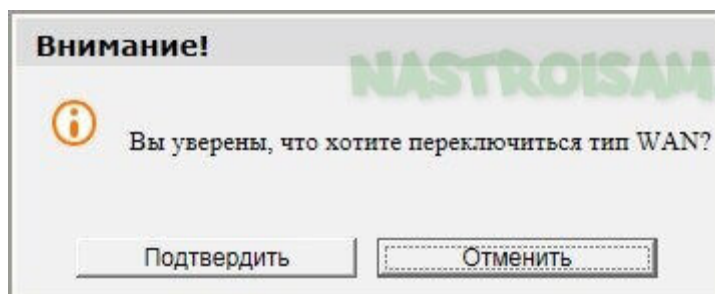 Внимание!
NASTROISAM
Вы уверены, что хотите переключиться тип WAN?
Подтвердить
Отменить